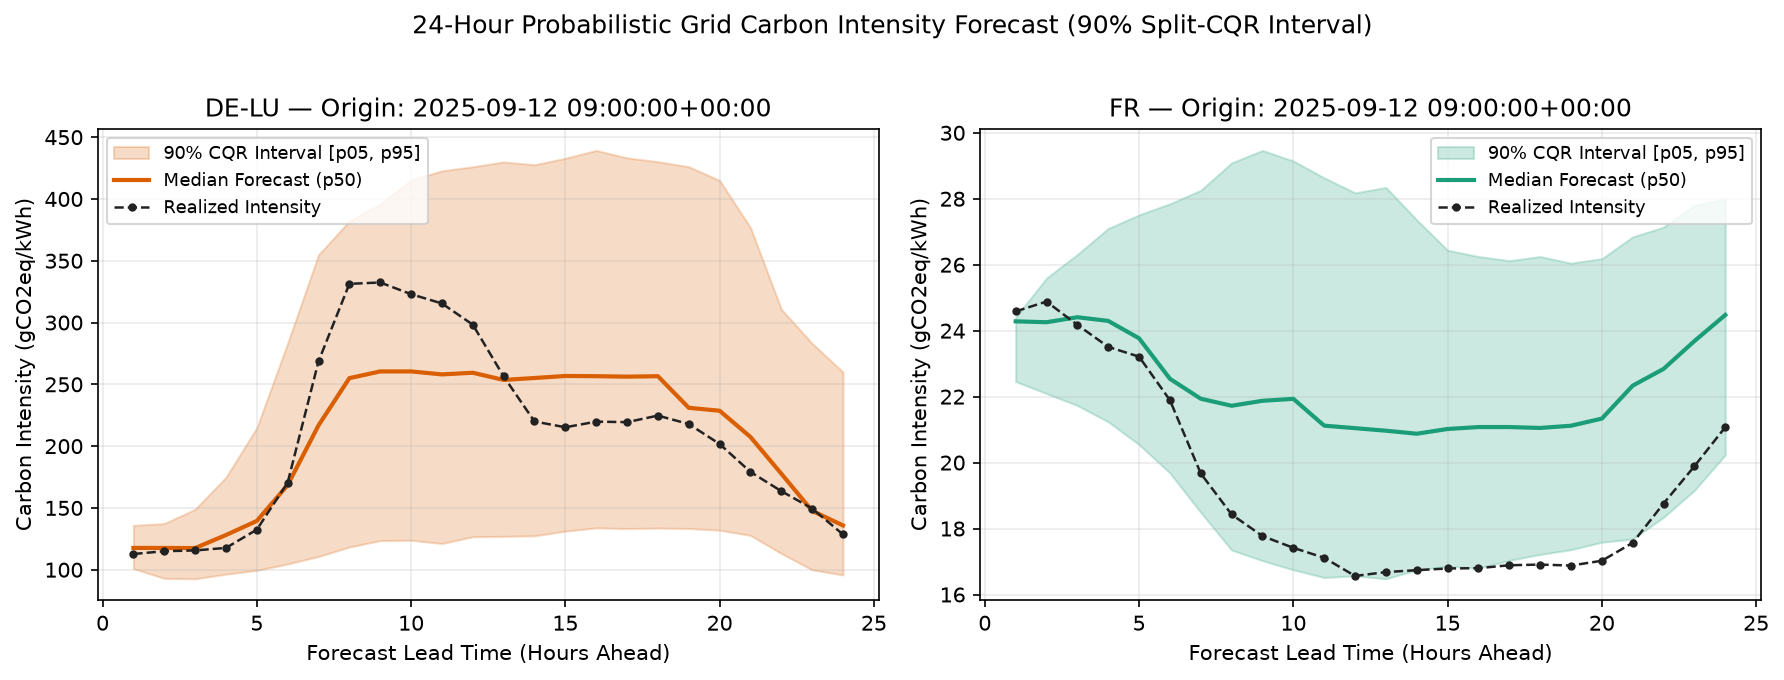 24-Hour Probabilistic Grid Carbon Intensity Forecast (90% Split-CQR Interval)
DE-LU — Origin: 2025-09-12 09:00:00+00:00
450
400
350
300
250
200
150
100
Carbon Intensity (gCO2eq/kWh)
90% CQR Interval [p05, p95]
Median Forecast (p50)
Realized Intensity
0
5
10
15
20
25
Forecast Lead Time (Hours Ahead)
FR — Origin: 2025-09-12 09:00:00+00:00
30
28
26
24
22
20
18
16
Carbon Intensity (gCO2eq/kWh)
90% CQR Interval [p05, p95]
Median Forecast (p50)
Realized Intensity
0
5
10
15
20
25
Forecast Lead Time (Hours Ahead)